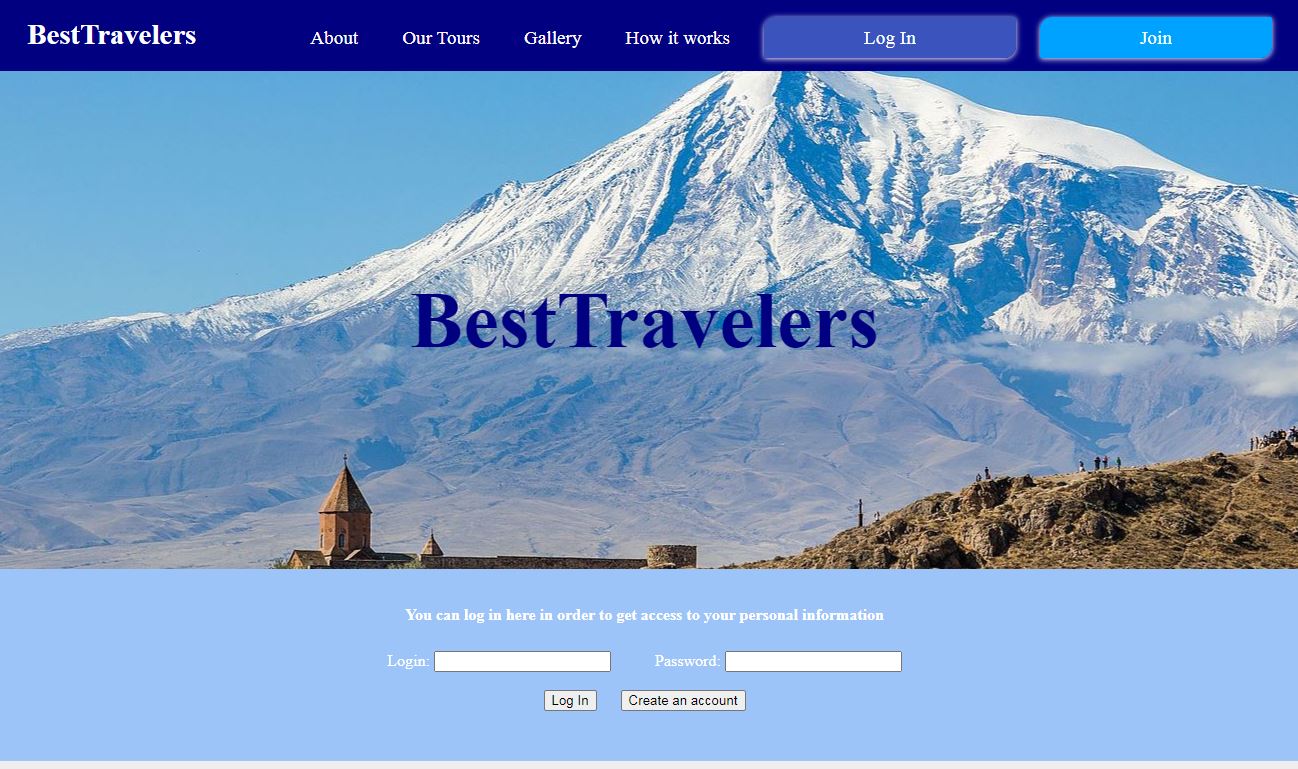 BestTravelers About Our Tours Gallery How it works Log In Join
BestTravelers
You can log in here in order to get access to your personal information
Login: Password:
Log In Create an account